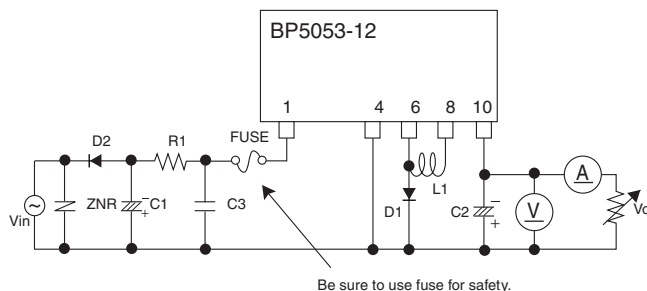 BP5053-12
1 4 6 8 10
D2 R1 FUSE
Vin ZNR − + C1 C3 D1 L1 C2 − + V A
Be sure to use fuse for safety.